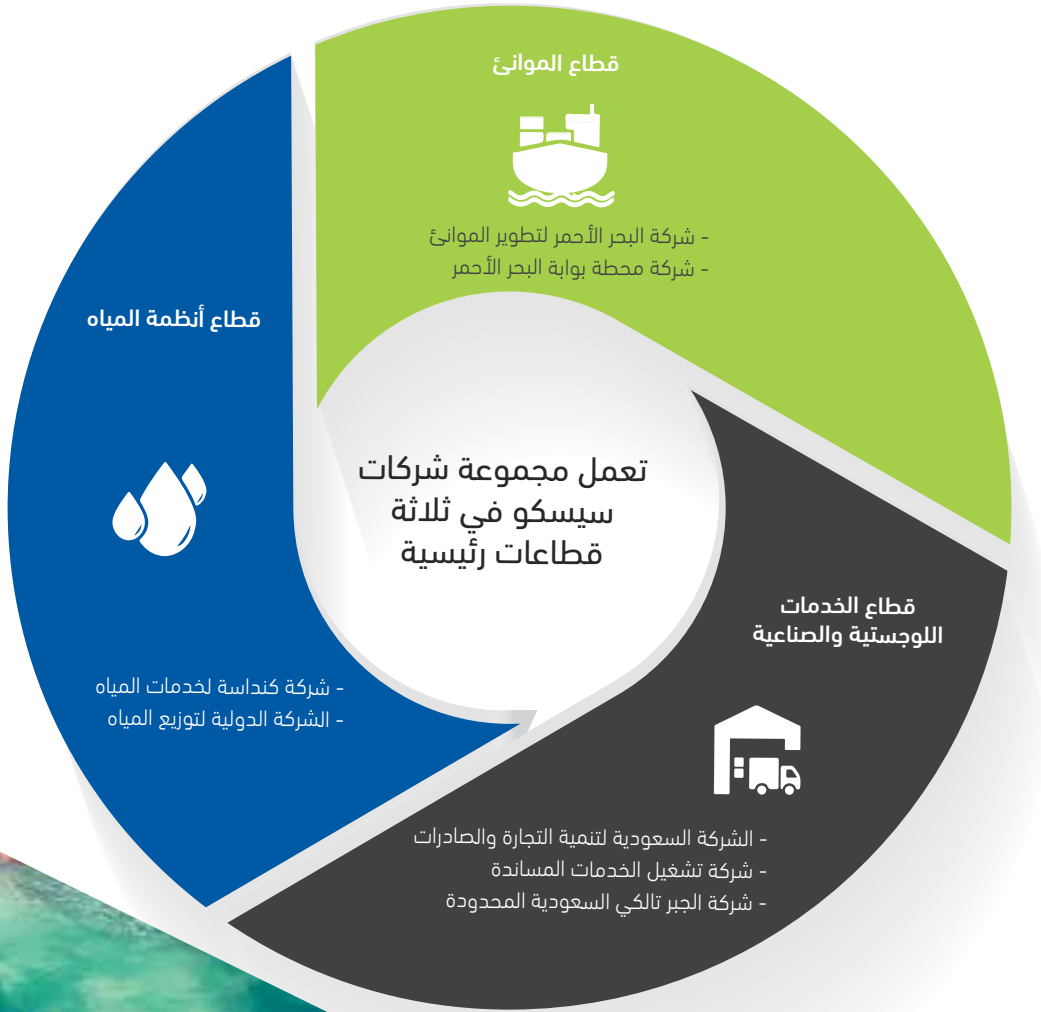 قطاع الموانئ
- شركة البحر الأحمر لتطوير الموانئ
- شركة محطة بوابة البحر الأحمر
قطاع أنظمة المياه
- شركة كنداسة لخدمات المياه
- الشركة الدولية لتوزيع المياه
تعمل مجموعة شركات
سيسكو في ثلاثة
قطاعات رئيسية
قطاع الخدمات
اللوجستية والصناعية
- الشركة السعودية لتنمية التجارة والصادرات
- شركة تشغيل الخدمات المساندة
- شركة الجبر تالكي السعودية المحدودة